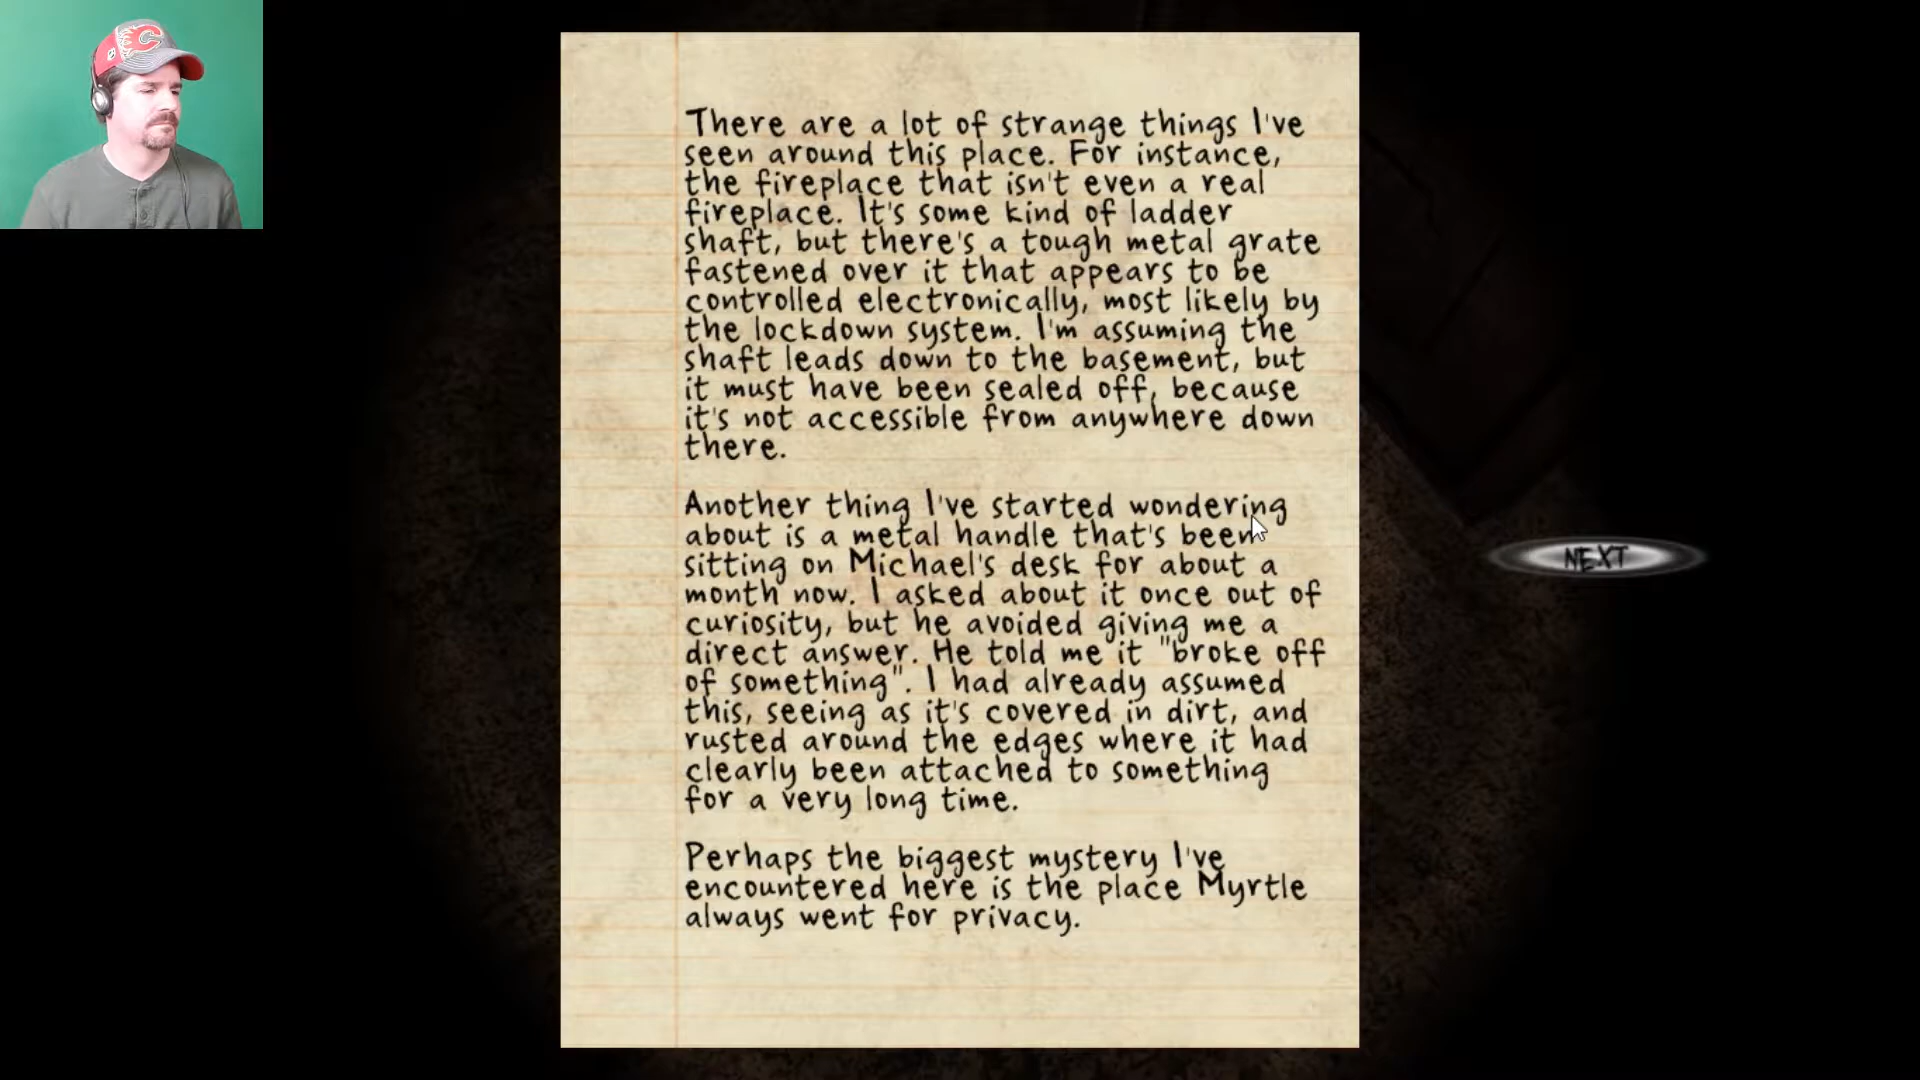 There are a lot of strange things I've
seen around this place. For instance,
the fireplace that isn't even a real
fireplace. It's some kind of ladder
shaft, but there's a tough metal grate
fastened over it that appears to be
controlled electronically, most likely by
the lockdown system. I'm assuming the
shaft leads down to the basement, but
it must have been sealed off, because
it's not accessible from anywhere down
there.
Another thing I've started wondering
about is a metal handle that's been
sitting on Michael's desk for about a
month now. I asked about it once out of
curiosity, but he avoided giving me a
direct answer. He told me it "broke off
of something". I had already assumed
this, seeing as it's covered in dirt, and
rusted around the edges where it had
clearly been attached to something
for a very long time.
Perhaps the biggest mystery I've
encountered here is the place Myrtle
always went for privacy.
NEXT